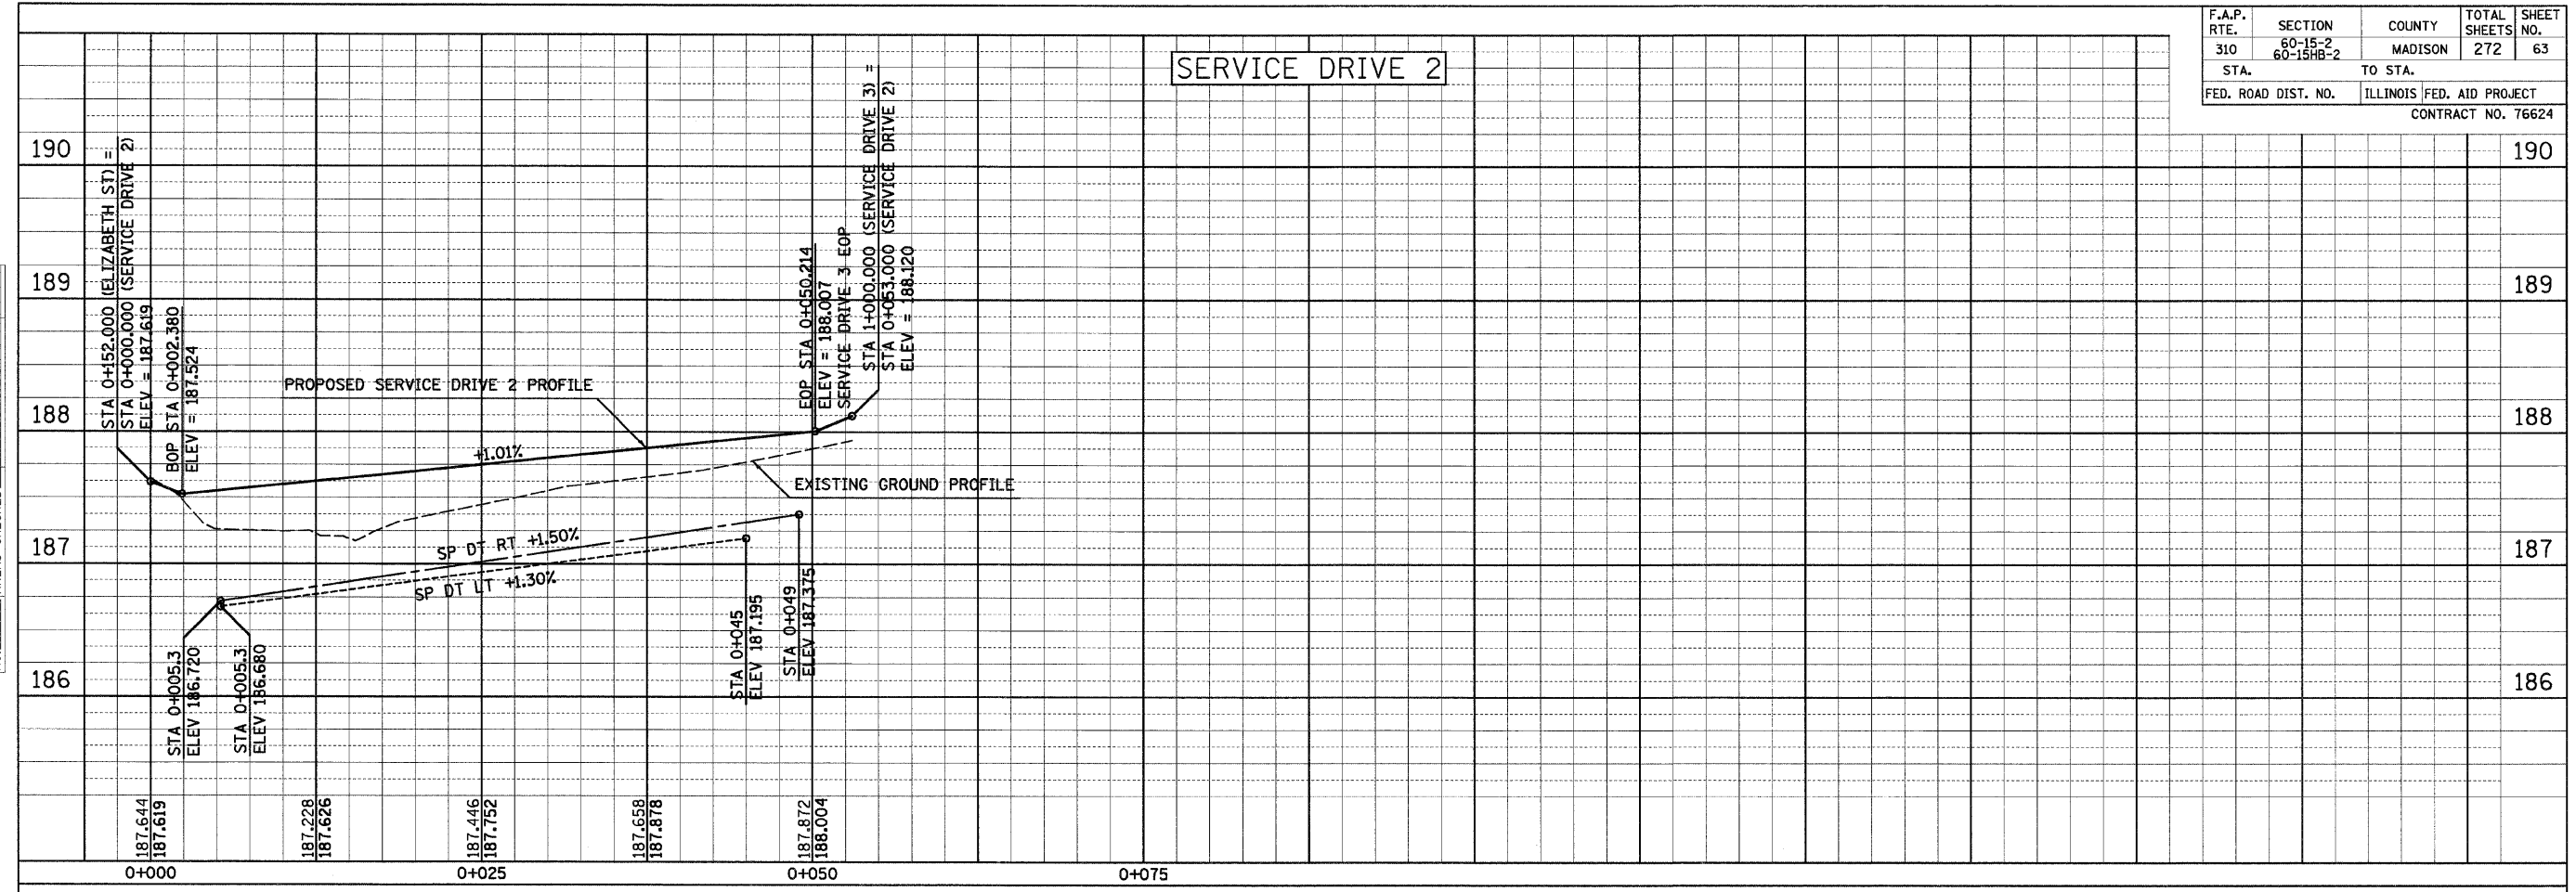 F.A.P. RTE. SECTION COUNTY TOTAL SHEETS SHEET NO.
310 60-15-2 60-15HB-2 MADISON 272 63
STA. TO STA.
FED. ROAD DIST. NO. ILLINOIS FED. AID PROJECT
CONTRACT NO. 76624
SERVICE DRIVE 2
190
189
188
187
186
190
189
188
187
186
STA 0+152.000 (ELIZABETH ST) =
STA 0+000.000 (SERVICE DRIVE 2)
ELEV = 187.619
BOP STA 0+002.380
ELEV = 187.524
PROPOSED SERVICE DRIVE 2 PROFILE
+1.01%
EOP STA 0+050.214
ELEV = 188.007
SERVICE DRIVE 3 EOP
STA 1+000.000 (SERVICE DRIVE 3) =
STA 0+053.000 (SERVICE DRIVE 2)
ELEV = 188.120
EXISTING GROUND PROFILE
SP DT RT +1.50%
SP DT LT +1.30%
STA 0+005.3
ELEV 186.720
STA 0+005.3
ELEV 186.680
STA 0+045
ELEV 187.195
STA 0+049
ELEV 187.375
187.644
187.619
187.228
187.626
187.446
187.752
187.658
187.878
187.872
188.004
0+000
0+025
0+050
0+075